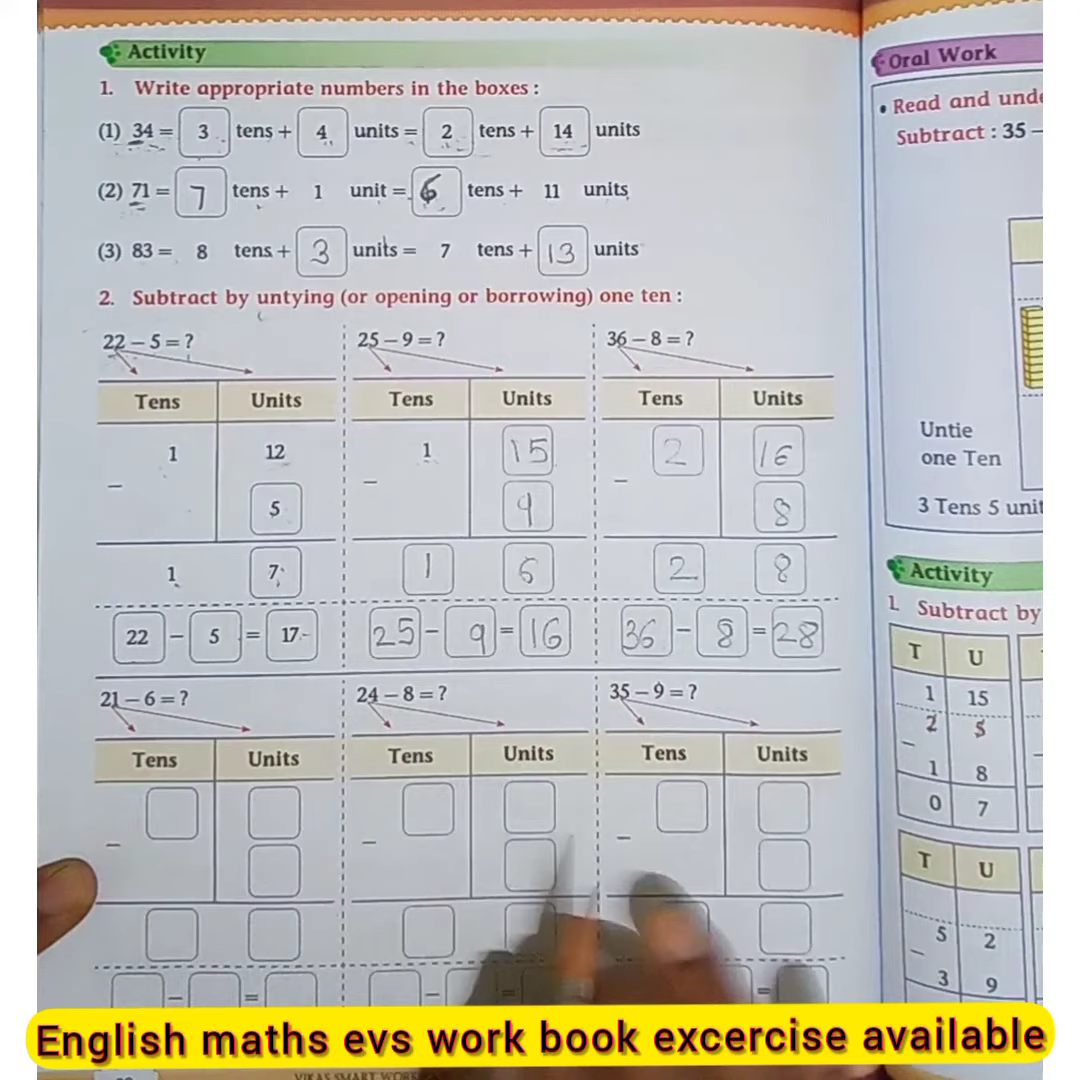 Activity
1. Write appropriate numbers in the boxes :
(1) 34 = 3 tens + 4 units = 2 tens + 14 units
(2) 71 = 7 tens + 1 unit = 6 tens + 11 units
(3) 83 = 8 tens + 3 units = 7 tens + 13 units
2. Subtract by untying (or opening or borrowing) one ten :
22 – 5 = ? 25 – 9 = ? 36 – 8 = ?
Tens Units Tens Units Tens Units
1 12 1 15 2 16
– 5 – 9 – 8
1 7 1 6 2 8
22 – 5 = 17 25 – 9 = 16 36 – 8 = 28
21 – 6 = ? 24 – 8 = ? 35 – 9 = ?
Tens Units Tens Units Tens Units
– – –
– = – = =
Oral Work
• Read and und
Subtract : 35 –
Untie
one Ten
3 Tens 5 unit
Activity
1. Subtract by
T U
1 15
2 5
– 1 8
0 7
T U
5 2
– 3 9
English maths evs work book excercise available